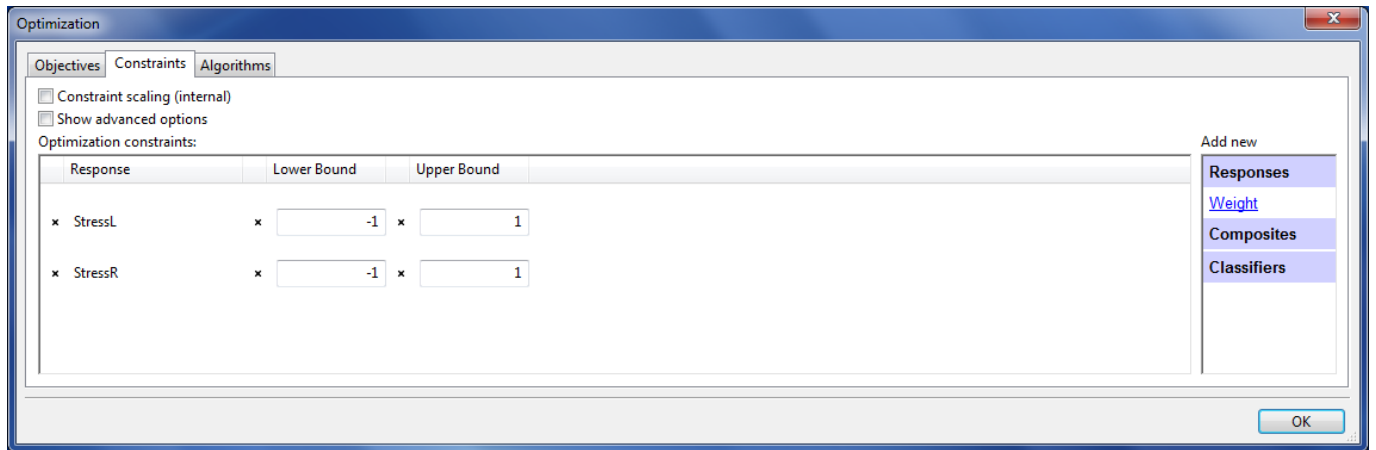 Optimization
Objectives Constraints Algorithms
Constraint scaling (internal)
Show advanced options
Optimization constraints: Add new
Response Lower Bound Upper Bound Responses
Weight
StressL -1 1
Composites
Classifiers
StressR -1 1
OK